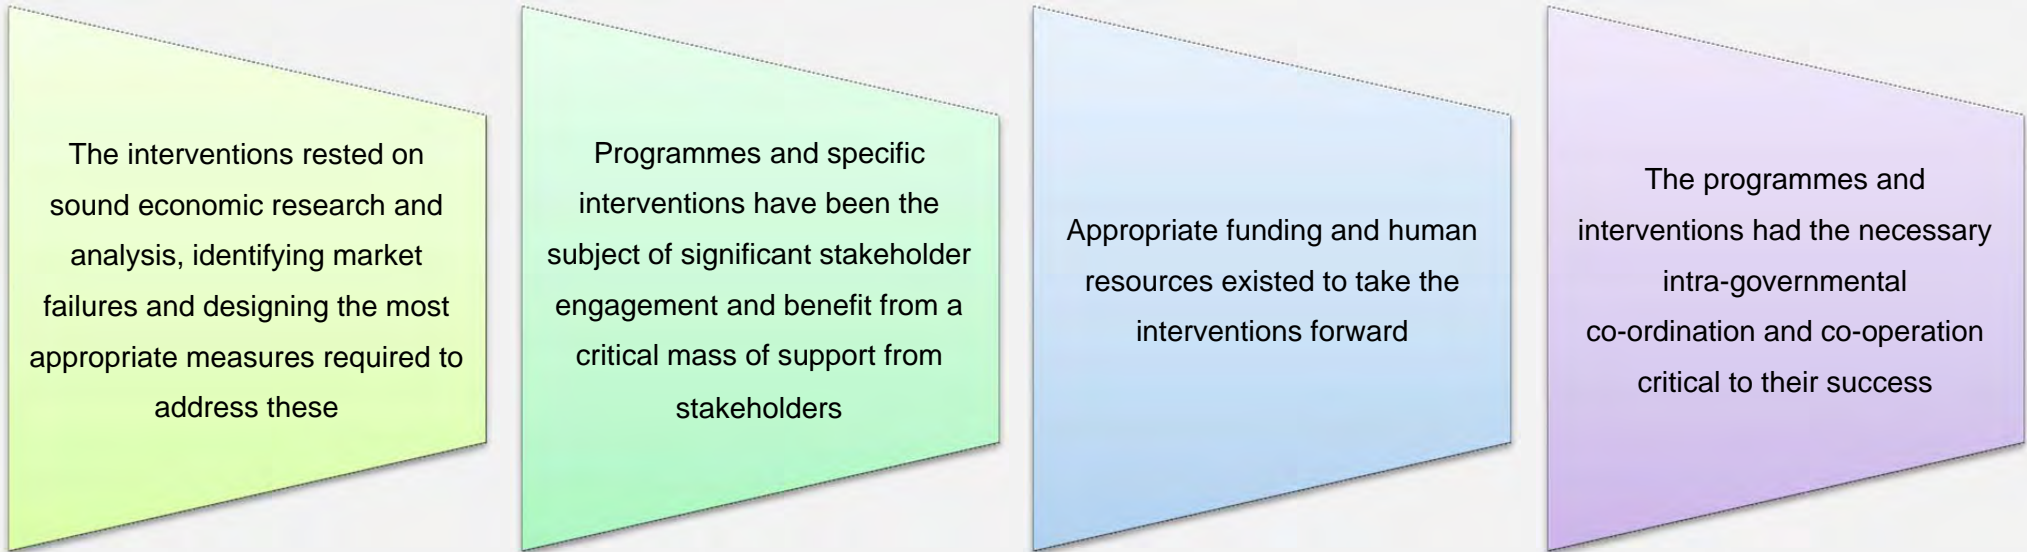 The interventions rested on
sound economic research and
analysis, identifying market
failures and designing the most
appropriate measures required to
address these
Programmes and specific
interventions have been the
subject of significant stakeholder
engagement and benefit from a
critical mass of support from
stakeholders
Appropriate funding and human
resources existed to take the
interventions forward
The programmes and
interventions had the necessary
intra-governmental
co-ordination and co-operation
critical to their success